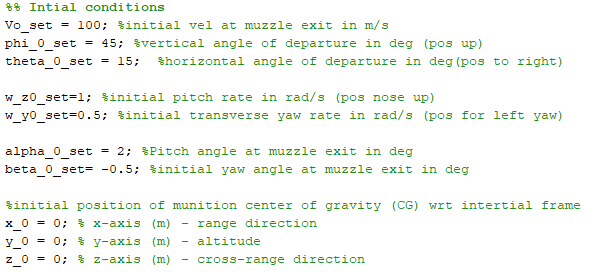 %% Intial conditions
Vo_set = 100; %initial vel at muzzle exit in m/s
phi_0_set = 45; %vertical angle of departure in deg (pos up)
theta_0_set = 15;  %horizontal angle of departure in deg(pos to right)
w_z0_set=1; %initial pitch rate in rad/s (pos nose up)
w_y0_set=0.5; %initial transverse yaw rate in rad/s (pos for left yaw)
alpha_0_set = 2; %Pitch angle at muzzle exit in deg
beta_0_set= -0.5; %initial yaw angle at muzzle exit in deg
%initial position of munition center of gravity (CG) wrt intertial frame
x_0 = 0; % x-axis (m) - range direction
y_0 = 0; % y-axis (m) - altitude
z_0 = 0; % z-axis (m) - cross-range direction